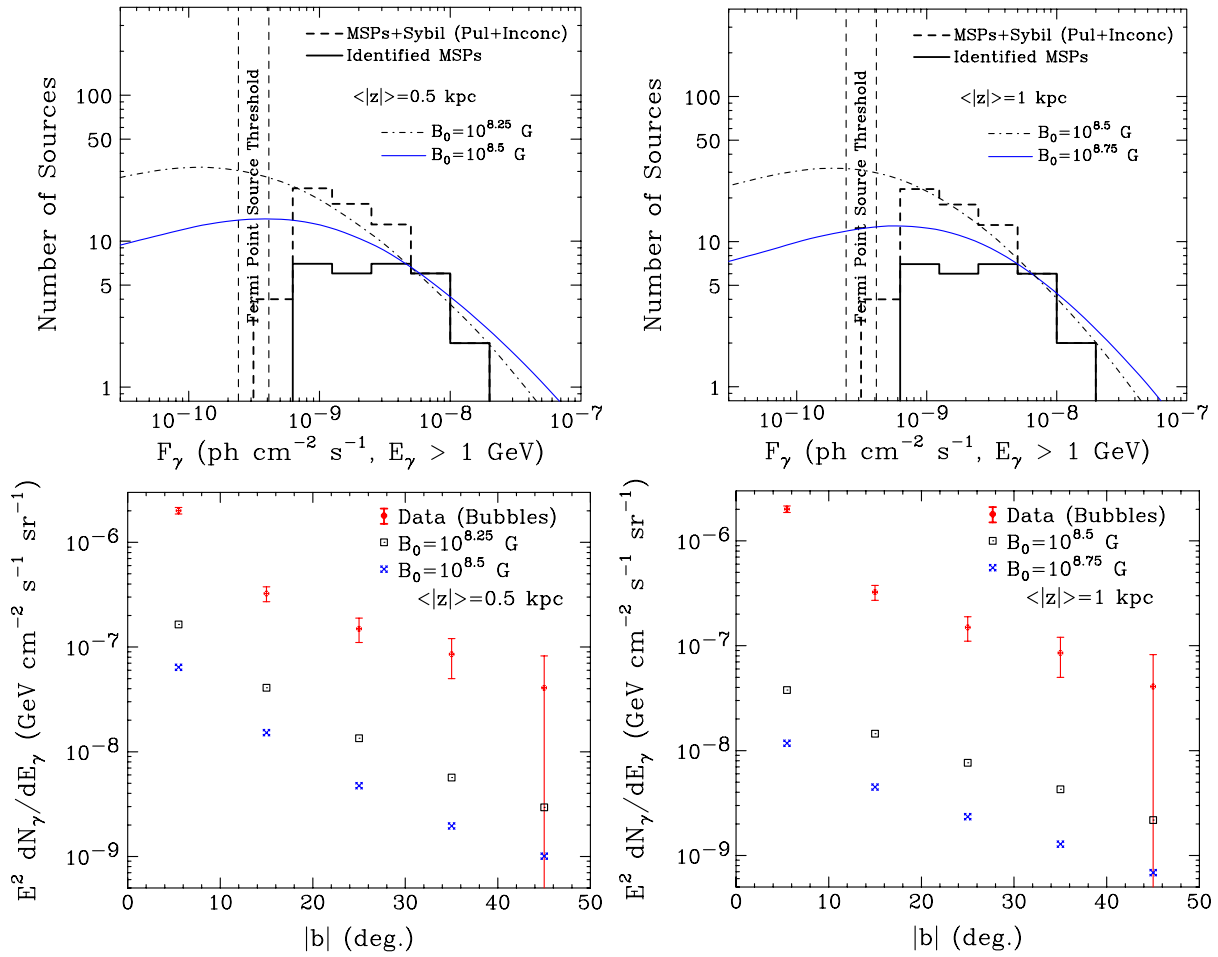 MSPs+Sybil (Pul+Inconc)
Identified MSPs
<|z|>=0.5 kpc
B₀=10^8.25 G
B₀=10^8.5 G
Fermi Point Source Threshold
Number of Sources
100
50
10
5
1
10⁻¹⁰ 10⁻⁹ 10⁻⁸ 10⁻⁷
F_γ (ph cm⁻² s⁻¹, E_γ > 1 GeV)
MSPs+Sybil (Pul+Inconc)
Identified MSPs
<|z|>=1 kpc
B₀=10^8.5 G
B₀=10^8.75 G
Fermi Point Source Threshold
Number of Sources
100
50
10
5
1
10⁻¹⁰ 10⁻⁹ 10⁻⁸ 10⁻⁷
F_γ (ph cm⁻² s⁻¹, E_γ > 1 GeV)
Data (Bubbles)
B₀=10^8.25 G
B₀=10^8.5 G
<|z|>=0.5 kpc
E² dN_γ/dE_γ (GeV cm⁻² s⁻¹ sr⁻¹)
10⁻⁶
10⁻⁷
10⁻⁸
10⁻⁹
0 10 20 30 40 50
|b| (deg.)
Data (Bubbles)
B₀=10^8.5 G
B₀=10^8.75 G
<|z|>=1 kpc
E² dN_γ/dE_γ (GeV cm⁻² s⁻¹ sr⁻¹)
10⁻⁶
10⁻⁷
10⁻⁸
10⁻⁹
0 10 20 30 40 50
|b| (deg.)